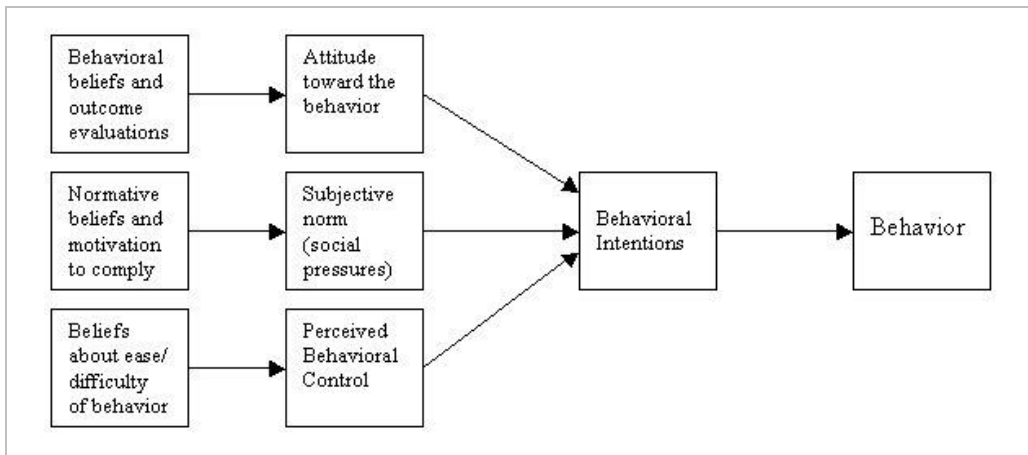 Behavioral
beliefs and
outcome
evaluations
Attitude
toward the
behavior
Normative
beliefs and
motivation
to comply
Subjective
norm
(social
pressures)
Behavioral
Intentions
Behavior
Beliefs
about ease/
difficulty
of behavior
Perceived
Behavioral
Control